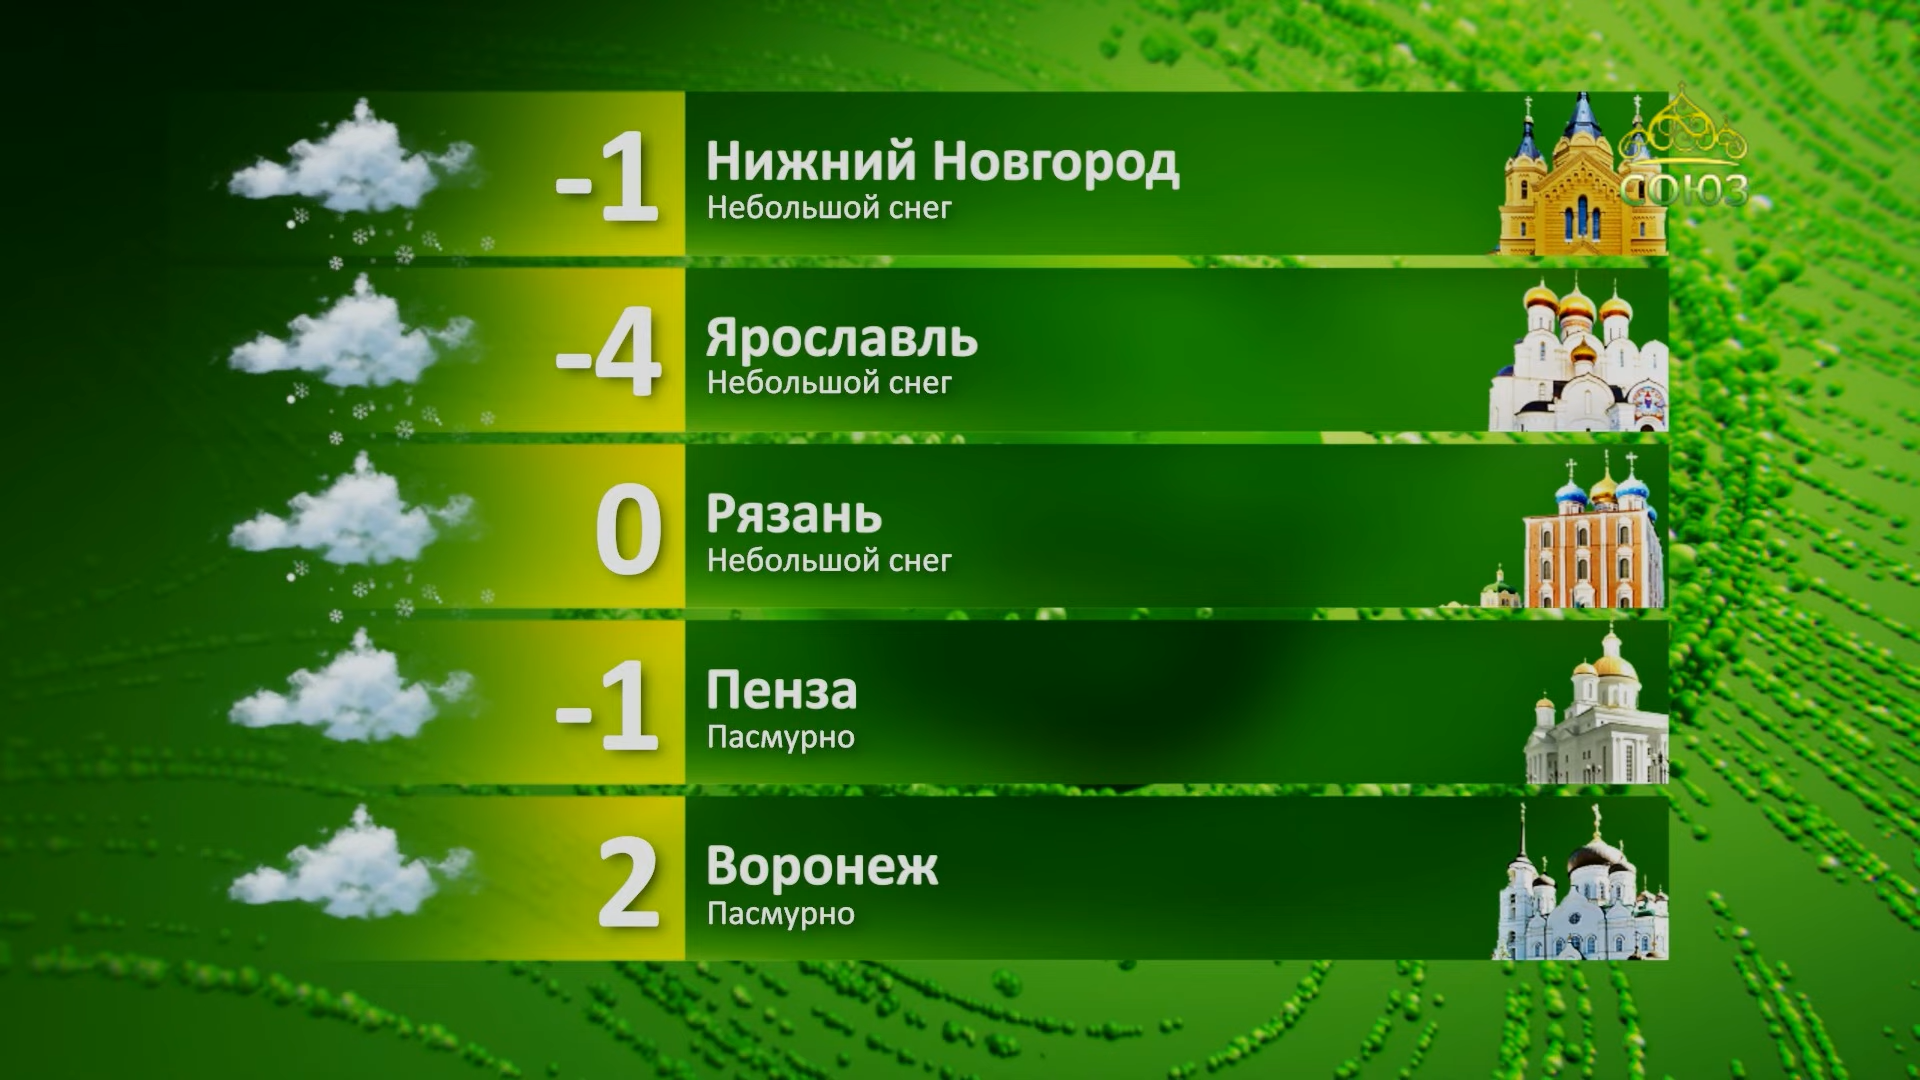 -1
Нижний Новгород
Небольшой снег
СОЮЗ
-4
Ярославль
Небольшой снег
0
Рязань
Небольшой снег
-1
Пенза
Пасмурно
2
Воронеж
Пасмурно